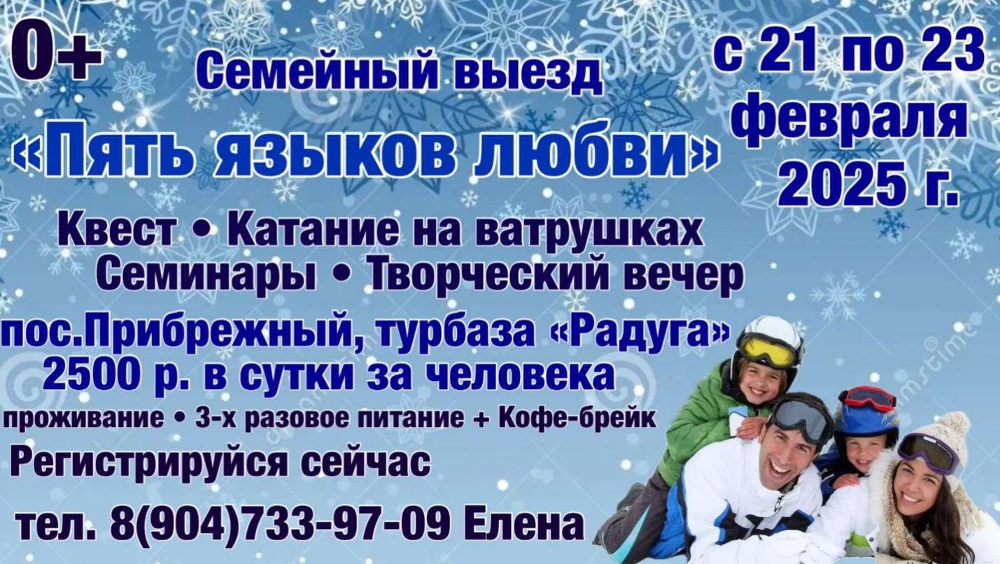 0+
Семейный выезд
с 21 по 23
февраля
2025 г.
«Пять языков любви»
Квест • Катание на ватрушках
Семинары • Творческий вечер
пос.Прибрежный, турбаза «Радуга»
2500 р. в сутки за человека
проживание • 3-х разовое питание + Кофе-брейк
Регистрируйся сейчас
тел. 8(904)733-97-09 Елена